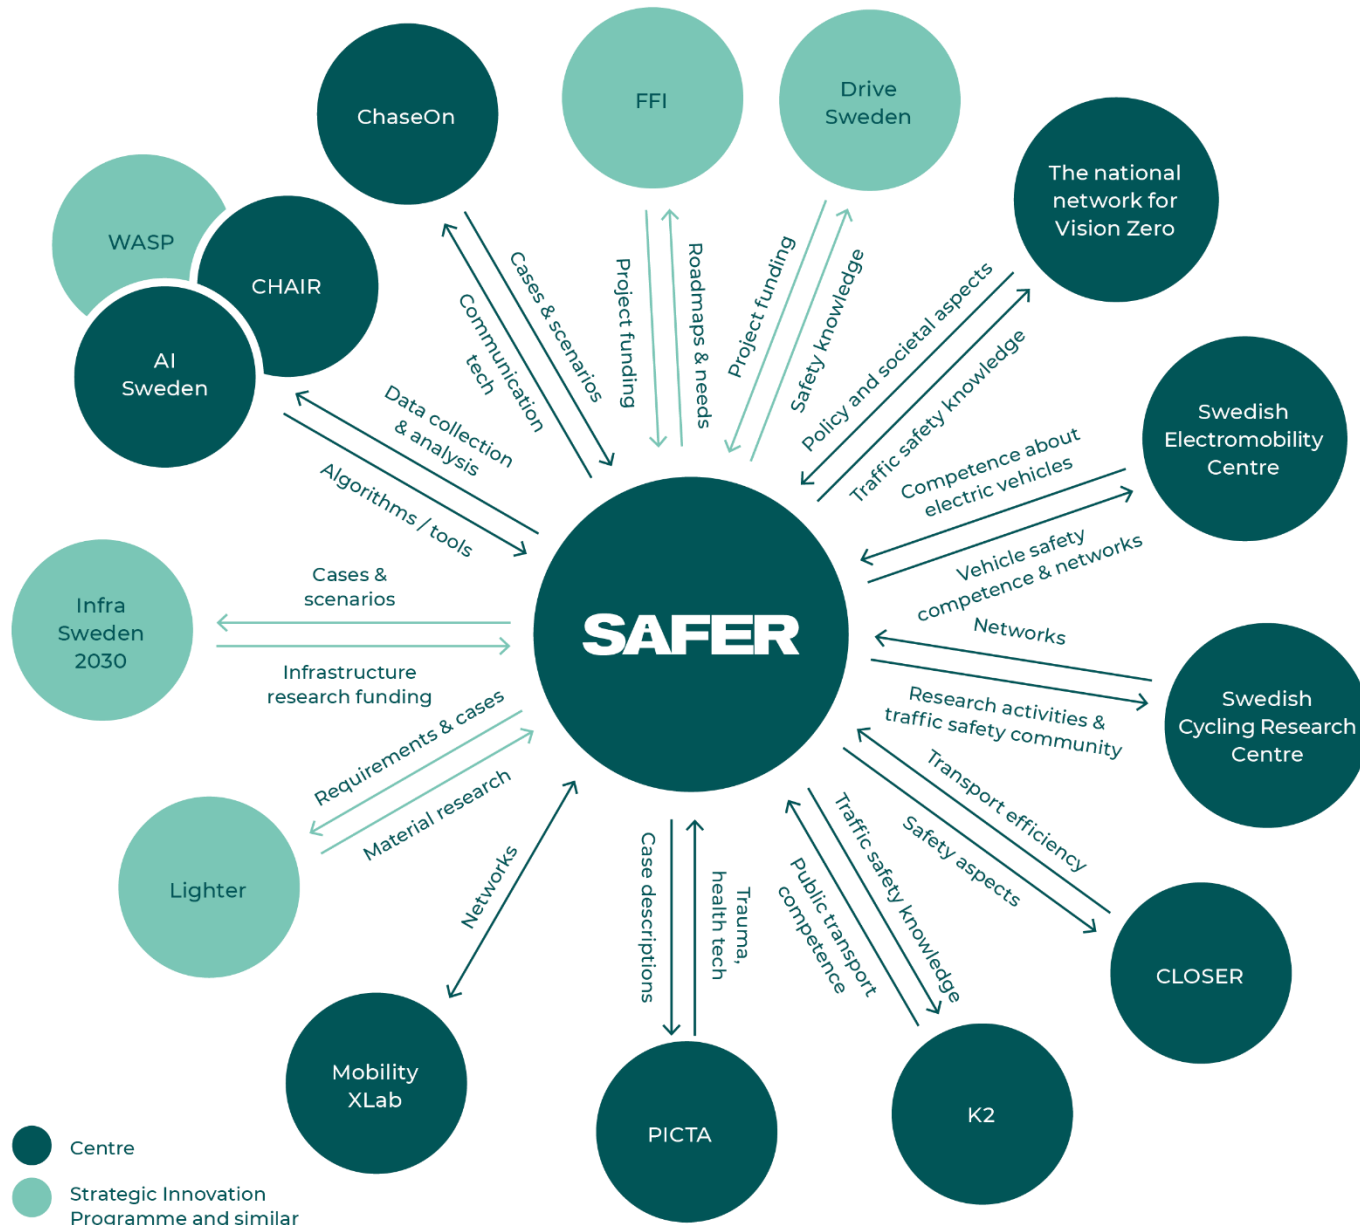 ChaseOn
FFI
Drive
Sweden
The national
network for
Vision Zero
WASP
CHAIR
AI
Sweden
Cases & scenarios
Communication
tech
Project funding
Roadmaps & needs
Project funding
Safety knowledge
Policy and societal aspects
Traffic safety knowledge
Swedish
Electromobility
Centre
Data collection
& analysis
Algorithms / tools
Competence about
electric vehicles
Vehicle safety
competence & networks
Infra
Sweden
2030
Cases &
scenarios
Infrastructure
research funding
SAFER
Networks
Research activities &
traffic safety community
Swedish
Cycling Research
Centre
Requirements & cases
Material research
Lighter
Networks
Case descriptions
Trauma,
health tech
Public transport
competence
Traffic safety knowledge
Transport efficiency
Safety aspects
CLOSER
Mobility
XLab
PICTA
K2
Centre
Strategic Innovation
Programme and similar